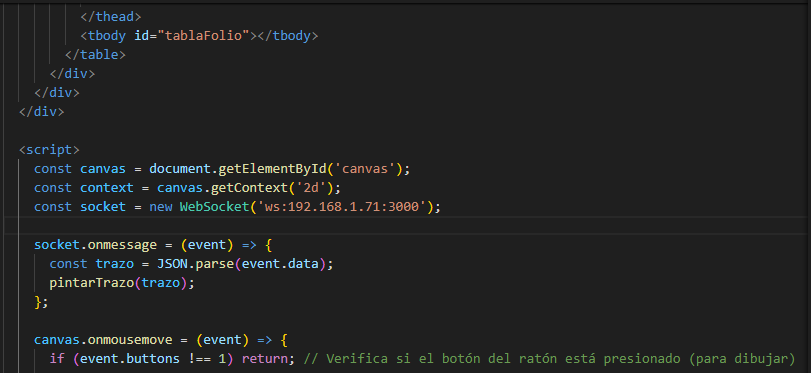 </thead>
<tbody id="tablaFolio"></tbody>
</table>
</div>
</div>
</div>
<script>
const canvas = document.getElementById('canvas');
const context = canvas.getContext('2d');
const socket = new WebSocket('ws:192.168.1.71:3000');
socket.onmessage = (event) => {
const trazo = JSON.parse(event.data);
pintarTrazo(trazo);
};
canvas.onmousemove = (event) => {
if (event.buttons !== 1) return; // Verifica si el botón del ratón está presionado (para dibujar)